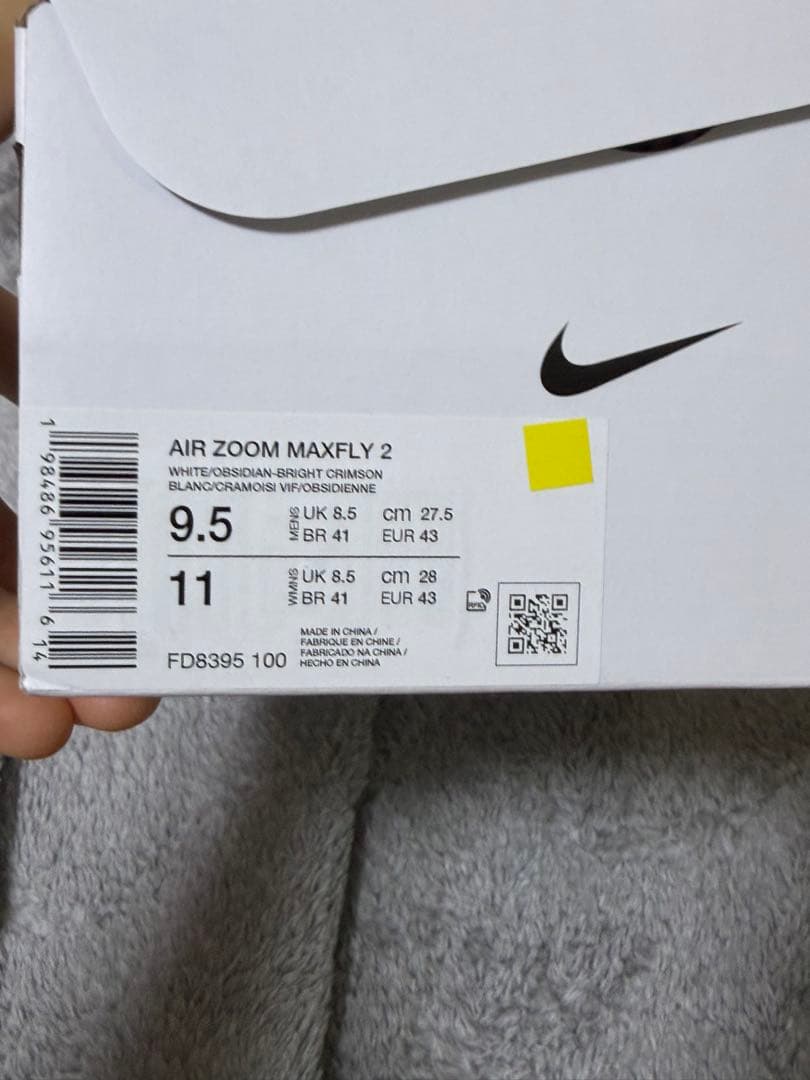 AIR ZOOM MAXFLY 2
WHITE/OBSIDIAN-BRIGHT CRIMSON
BLANC/CRAMOISI VIF/OBSIDIENNE
9.5 MENS UK 8.5 cm 27.5
BR 41 EUR 43
11 WMNS UK 8.5 cm 28
BR 41 EUR 43
RFID
MADE IN CHINA /
FABRIQUE EN CHINE /
FABRICADO NA CHINA /
HECHO EN CHINA
FD8395 100
1 98486 95611 6 14